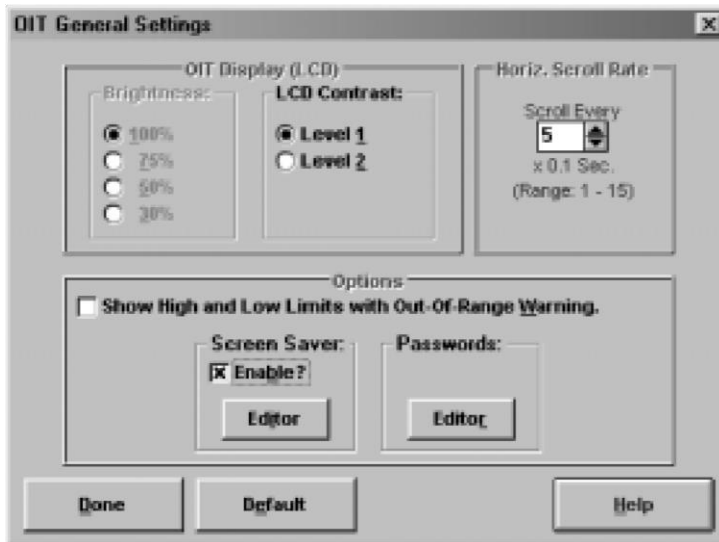 OIT General Settings
OIT Display (LCD)
Brightness:
100%
75%
50%
30%
LCD Contrast:
Level 1
Level 2
Horiz. Scroll Rate
Scroll Every
5
x 0.1 Sec.
(Range: 1 - 15)
Options
Show High and Low Limits with Out-Of-Range Warning.
Screen Saver:
Enable?
Editor
Passwords:
Editor
Done
Default
Help